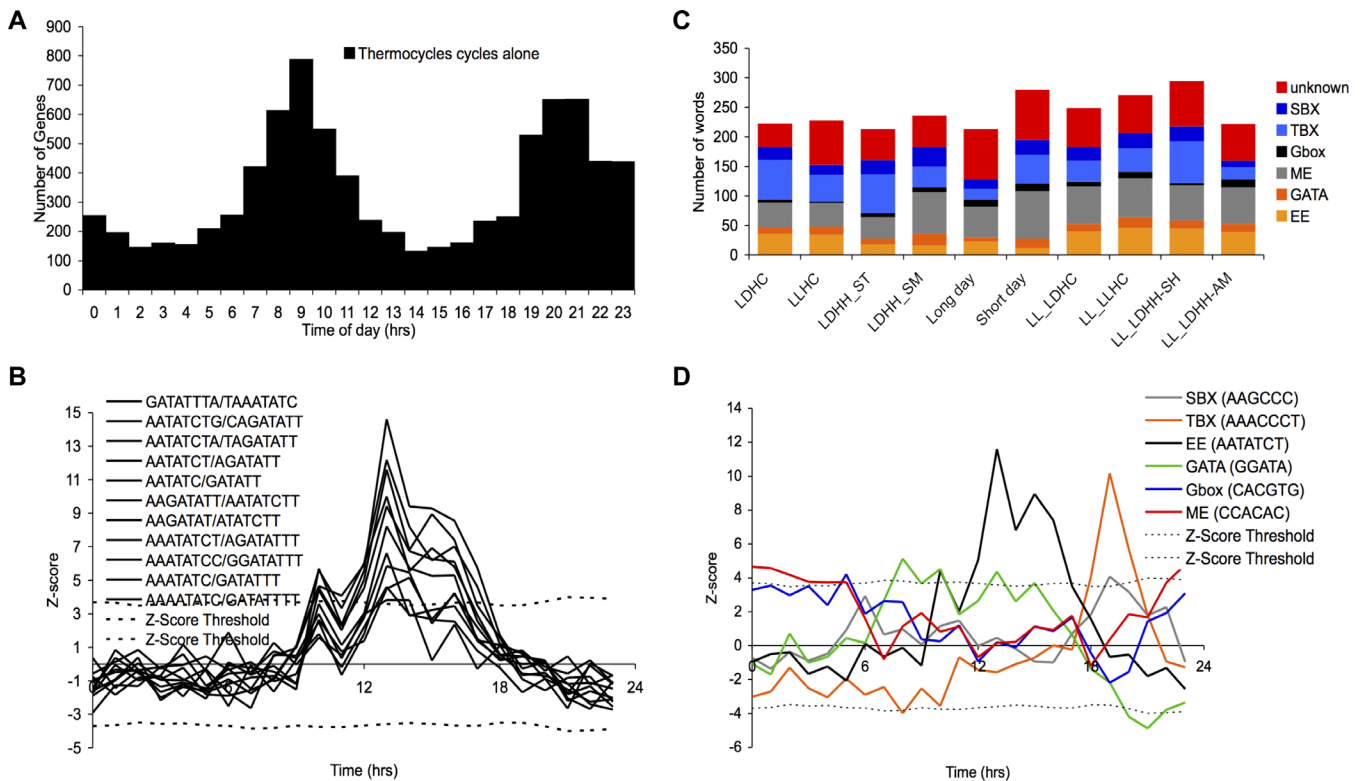 A
Number of Genes
900
800
700
600
500
400
300
200
100
0
Thermocycles cycles alone
0 1 2 3 4 5 6 7 8 9 10 11 12 13 14 15 16 17 18 19 20 21 22 23
Time of day (hrs)
C
Number of words
350
300
250
200
150
100
50
0
unknown
SBX
TBX
Gbox
ME
GATA
EE
LDHC
LLHC
LDHH_ST
LDHH_SM
Long day
Short day
LL_LDHC
LL_LLHC
LL_LDHH-SH
LL_LDHH-AM
B
Z-score
15
13
11
9
7
5
3
1
-1
-3
-5
GATATTTA/TAAATATC
AATATCTG/CAGATATT
AATATCTA/TAGATATT
AATATCT/AGATATT
AATATC/GATATT
AAGATATT/AATATCTT
AAGATAT/ATATCTT
AAATATCT/AGATATTT
AAATATCC/GGATATTT
AAATATC/GATATTT
AAAATATC/GATATTTT
Z-Score Threshold
Z-Score Threshold
0 6 12 18 24
Time (hrs)
D
Z-score
14
12
10
8
6
4
2
0
-2
-4
-6
SBX (AAGCCC)
TBX (AAACCCT)
EE (AATATCT)
GATA (GGATA)
Gbox (CACGTG)
ME (CCACAC)
Z-Score Threshold
Z-Score Threshold
0 6 12 18 24
Time (hrs)